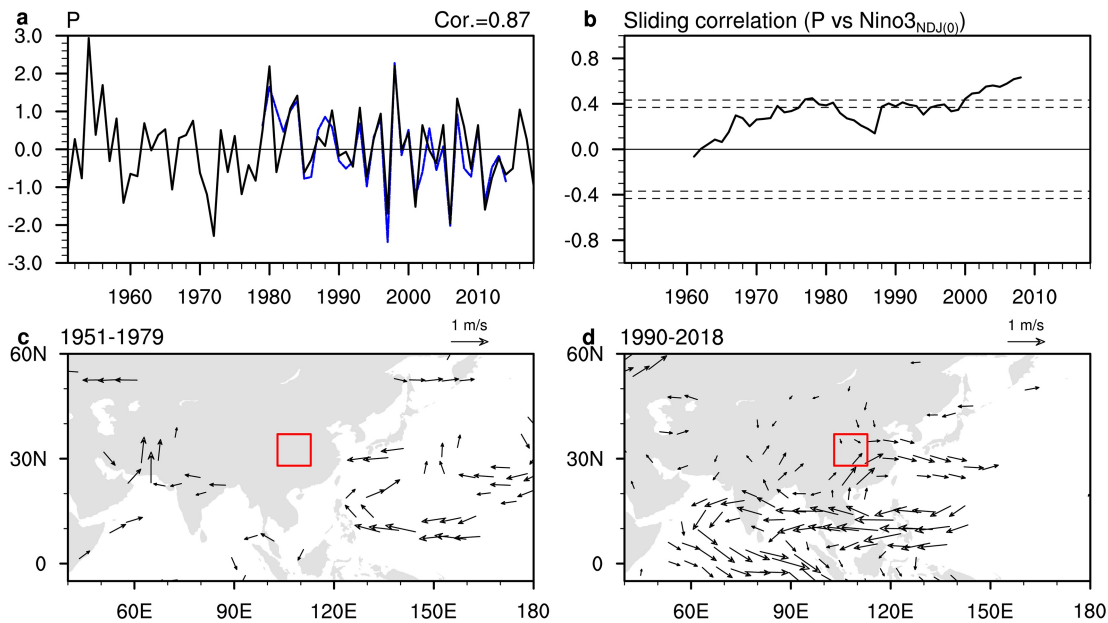 a P Cor.=0.87
3.0
2.0
1.0
0.0
-1.0
-2.0
-3.0
1960 1970 1980 1990 2000 2010
b Sliding correlation (P vs Nino3NDJ(0))
0.8
0.4
0.0
-0.4
-0.8
1960 1970 1980 1990 2000 2010
c 1951-1979 1 m/s
60N
30N
0
60E 90E 120E 150E 180
d 1990-2018 1 m/s
60N
30N
0
60E 90E 120E 150E 180